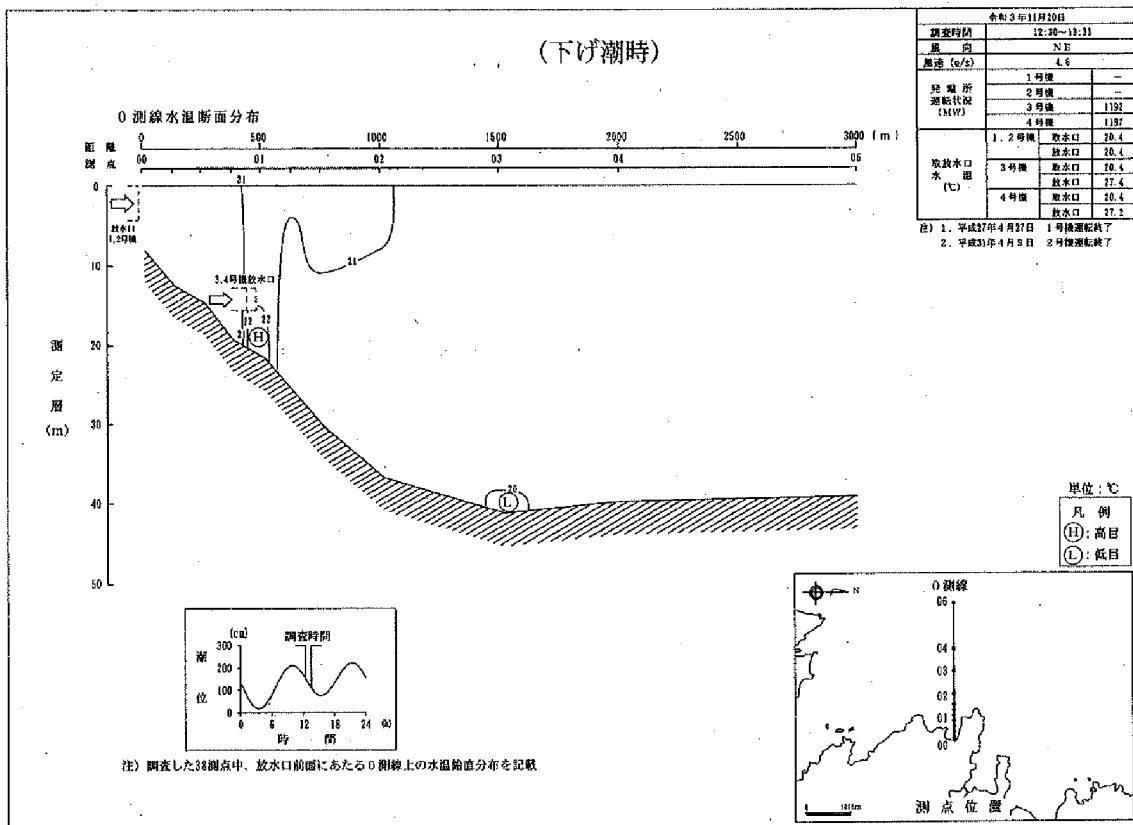 (下げ潮時)
令和3年11月20日
調査時間 12:30~13:33
風 向 NE
風速 (m/s) 4.6
発電所運転状況(MW)
1号機 ―
2号機 ―
3号機 1192
4号機 1197
取放水口水温(℃)
1, 2号機 取水口 20.4
放水口 20.4
3号機 取水口 20.4
放水口 27.4
4号機 取水口 20.4
放水口 27.2
注) 1. 平成27年4月27日 1号機運転終了
2. 平成31年4月9日 2号機運転終了
0 測線水温断面分布
距離 0 500 1000 1500 2000 3000 (m)
測点 00 01 02 03 04 06
21
0
放水口
1,2号機
10
21
3,4号機放水口
22 22
H
20
測定層(m)
30
20
L
40
50
単位:℃
凡 例
H:高目
L:低目
(cm)
調査時間
潮位
300
200
100
0
0 6 12 18 24
時 間
N
0 測線
06
04
03
02
01
00
0
測点位置
注) 調査した38測点中、放水口前面にあたる0測線上の水温鉛直分布を記載